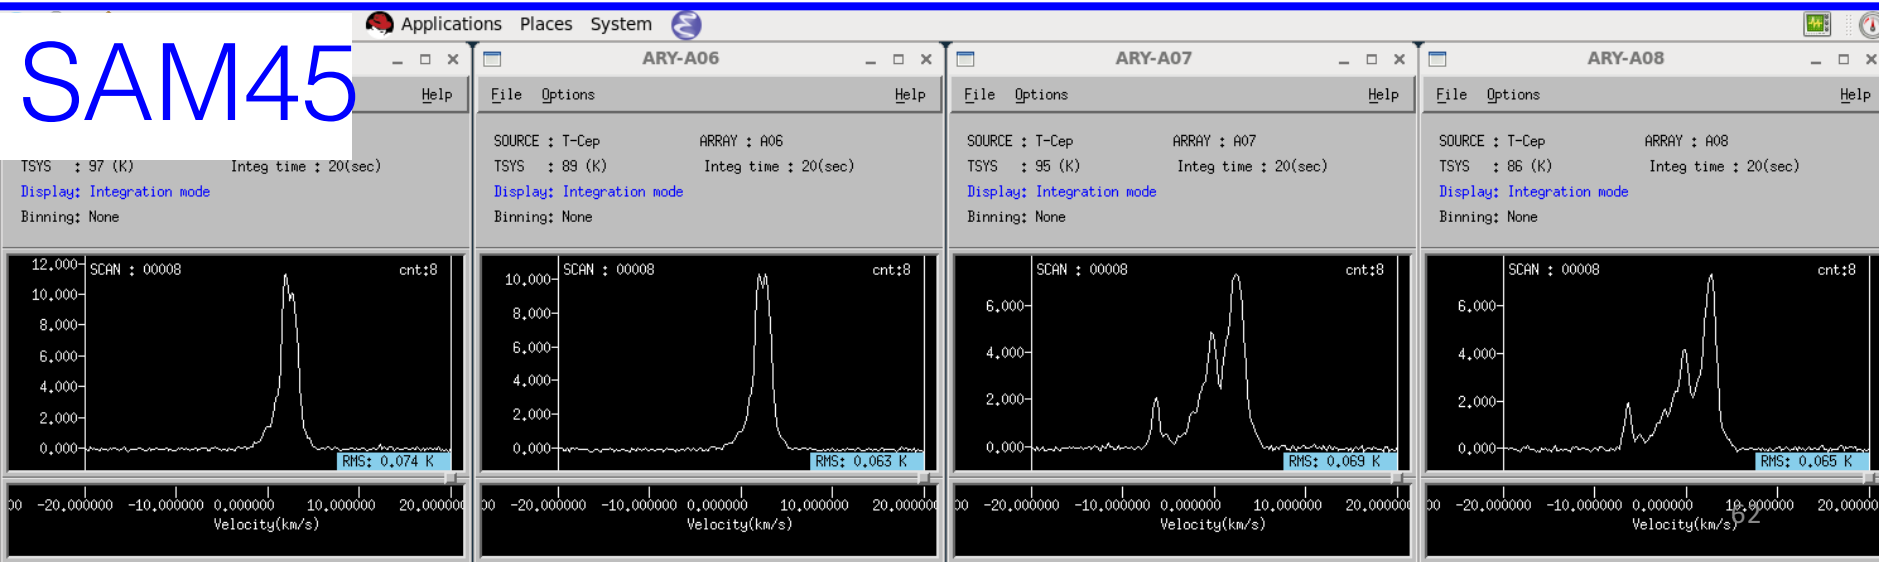 Applications Places System
SAM45
ARY-A06
ARY-A07
ARY-A08
Help
File Options Help
File Options Help
File Options Help
TSYS : 97 (K) Integ time : 20(sec)
Display: Integration mode
Binning: None
SOURCE : T-Cep ARRAY : A06
TSYS : 89 (K) Integ time : 20(sec)
Display: Integration mode
Binning: None
SOURCE : T-Cep ARRAY : A07
TSYS : 95 (K) Integ time : 20(sec)
Display: Integration mode
Binning: None
SOURCE : T-Cep ARRAY : A08
TSYS : 86 (K) Integ time : 20(sec)
Display: Integration mode
Binning: None
SCAN : 00008 cnt:8
12.000
10.000
8.000
6.000
4.000
2.000
0.000
RMS: 0.074 K
00 -20.000000 -10.000000 0.000000 10.000000 20.000000
Velocity(km/s)
SCAN : 00008 cnt:8
10.000
8.000
6.000
4.000
2.000
0.000
RMS: 0.063 K
00 -20.000000 -10.000000 0.000000 10.000000 20.000000
Velocity(km/s)
SCAN : 00008 cnt:8
6.000
4.000
2.000
0.000
RMS: 0.069 K
00 -20.000000 -10.000000 0.000000 10.000000 20.000000
Velocity(km/s)
SCAN : 00008 cnt:8
6.000
4.000
2.000
0.000
RMS: 0.065 K
00 -20.000000 -10.000000 0.000000 10.000000 20.00000
Velocity(km/s)
62